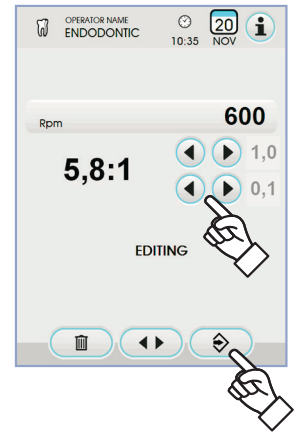 OPERATOR NAME
ENDODONTIC
10:35
20
NOV
i
Rpm 600
5,8:1
1,0
0,1
EDITING